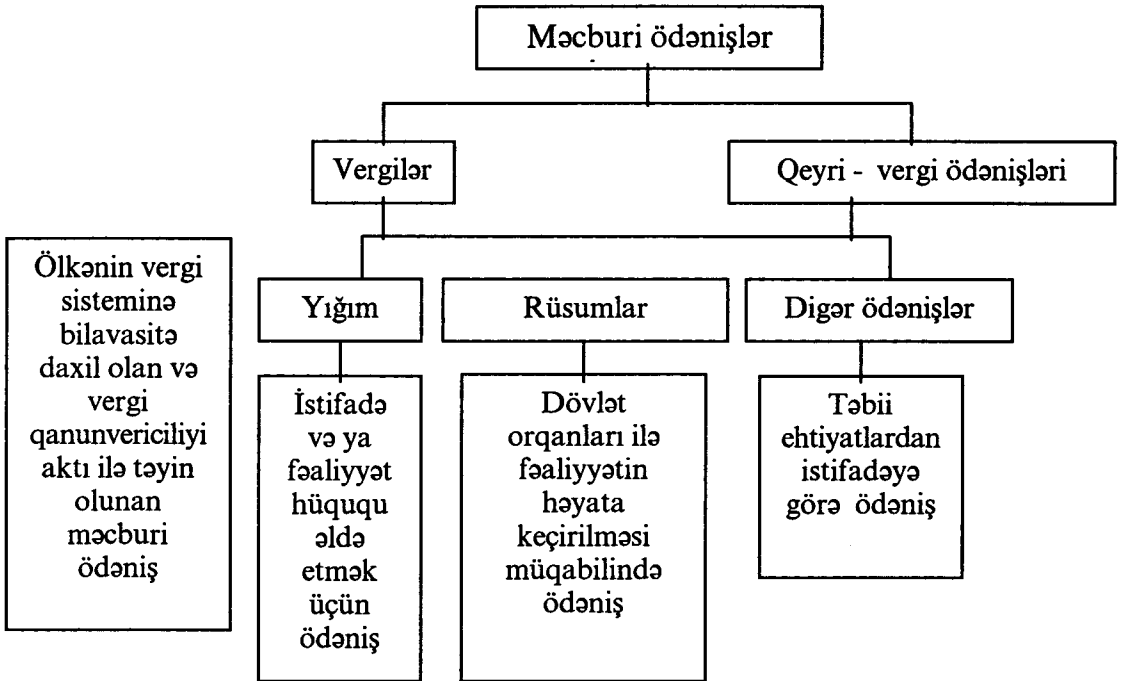 Məcburi ödənişlər
Vergilər
Qeyri - vergi ödənişləri
Ölkənin vergi
sisteminə
bilavasitə
daxil olan və
vergi
qanunvericiliyi
aktı ilə təyin
olunan
məcburi
ödəniş
Yığım
Rüsumlar
Digər ödənişlər
İstifadə
və ya
fəaliyyət
hüququ
əldə
etmək
üçün
ödəniş
Dövlət
orqanları ilə
fəaliyyətin
həyata
keçirilməsi
müqabilində
ödəniş
Təbii
ehtiyatlardan
istifadəyə
görə ödəniş